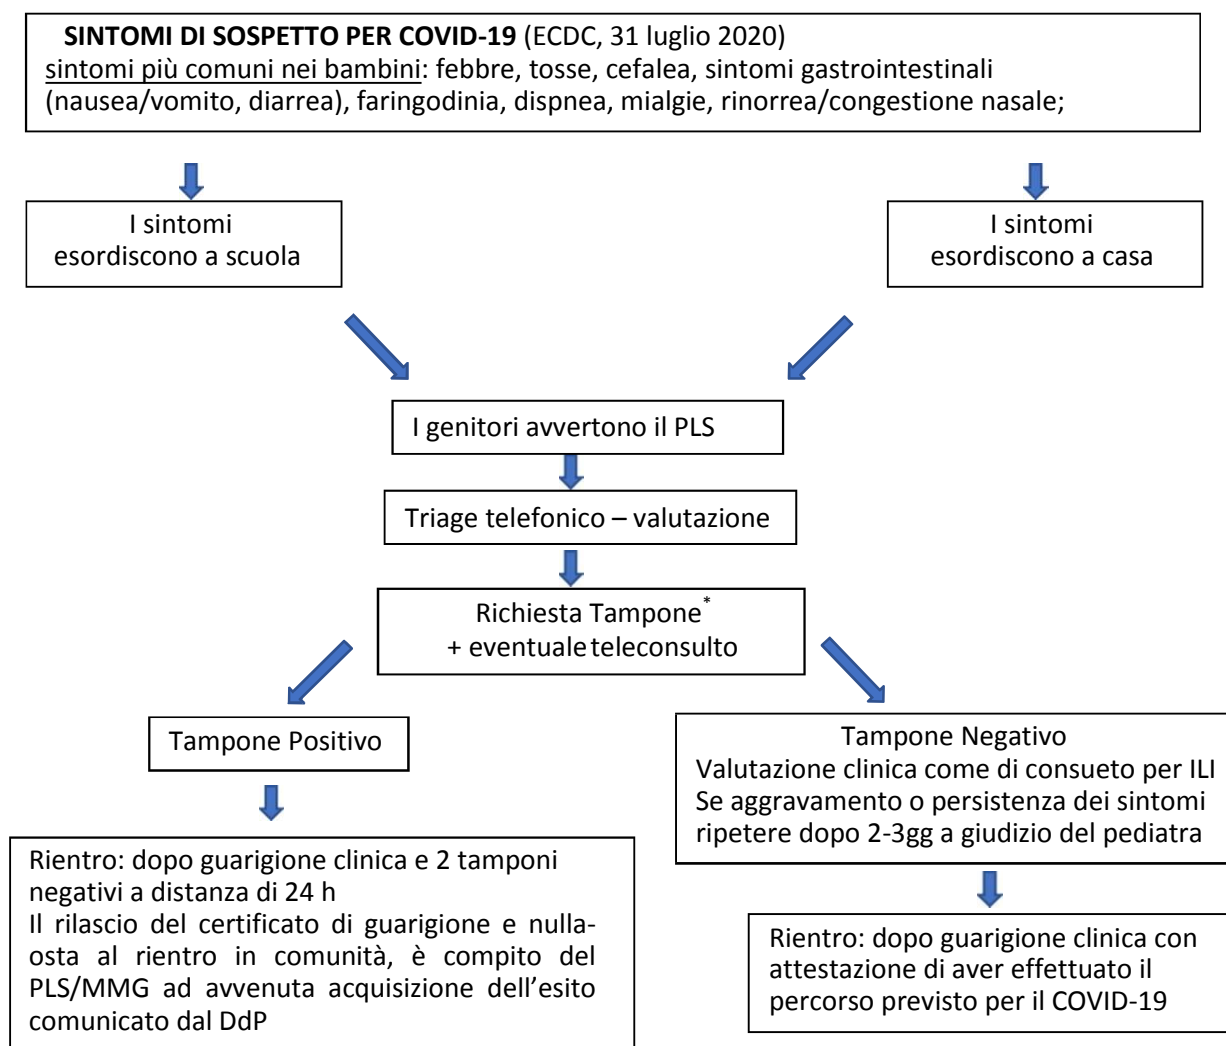 SINTOMI DI SOSPETTO PER COVID-19 (ECDC, 31 luglio 2020)
sintomi più comuni nei bambini: febbre, tosse, cefalea, sintomi gastrointestinali
(nausea/vomito, diarrea), faringodinia, dispnea, mialgie, rinorrea/congestione nasale;
I sintomi
esordiscono a scuola
I sintomi
esordiscono a casa
I genitori avvertono il PLS
Triage telefonico – valutazione
Richiesta Tampone*
+ eventuale teleconsulto
Tampone Positivo
Tampone Negativo
Valutazione clinica come di consueto per ILI
Se aggravamento o persistenza dei sintomi
ripetere dopo 2-3gg a giudizio del pediatra
Rientro: dopo guarigione clinica e 2 tamponi
negativi a distanza di 24 h
Il rilascio del certificato di guarigione e nulla-
osta al rientro in comunità, è compito del
PLS/MMG ad avvenuta acquisizione dell’esito
comunicato dal DdP
Rientro: dopo guarigione clinica con
attestazione di aver effettuato il
percorso previsto per il COVID-19